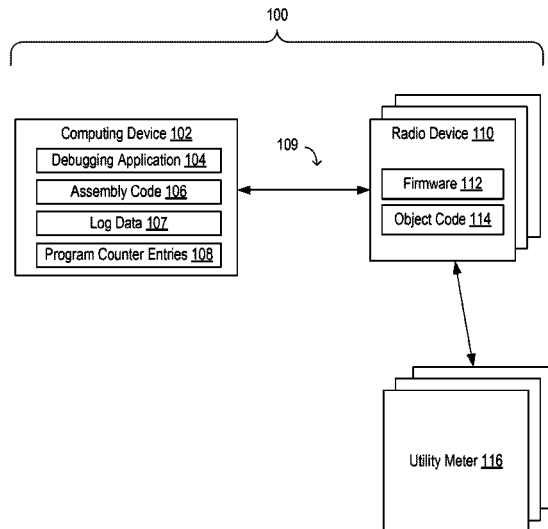 100
Computing Device 102
Debugging Application 104
Assembly Code 106
Log Data 107
Program Counter Entries 108
109
Radio Device 110
Firmware 112
Object Code 114
Utility Meter 116